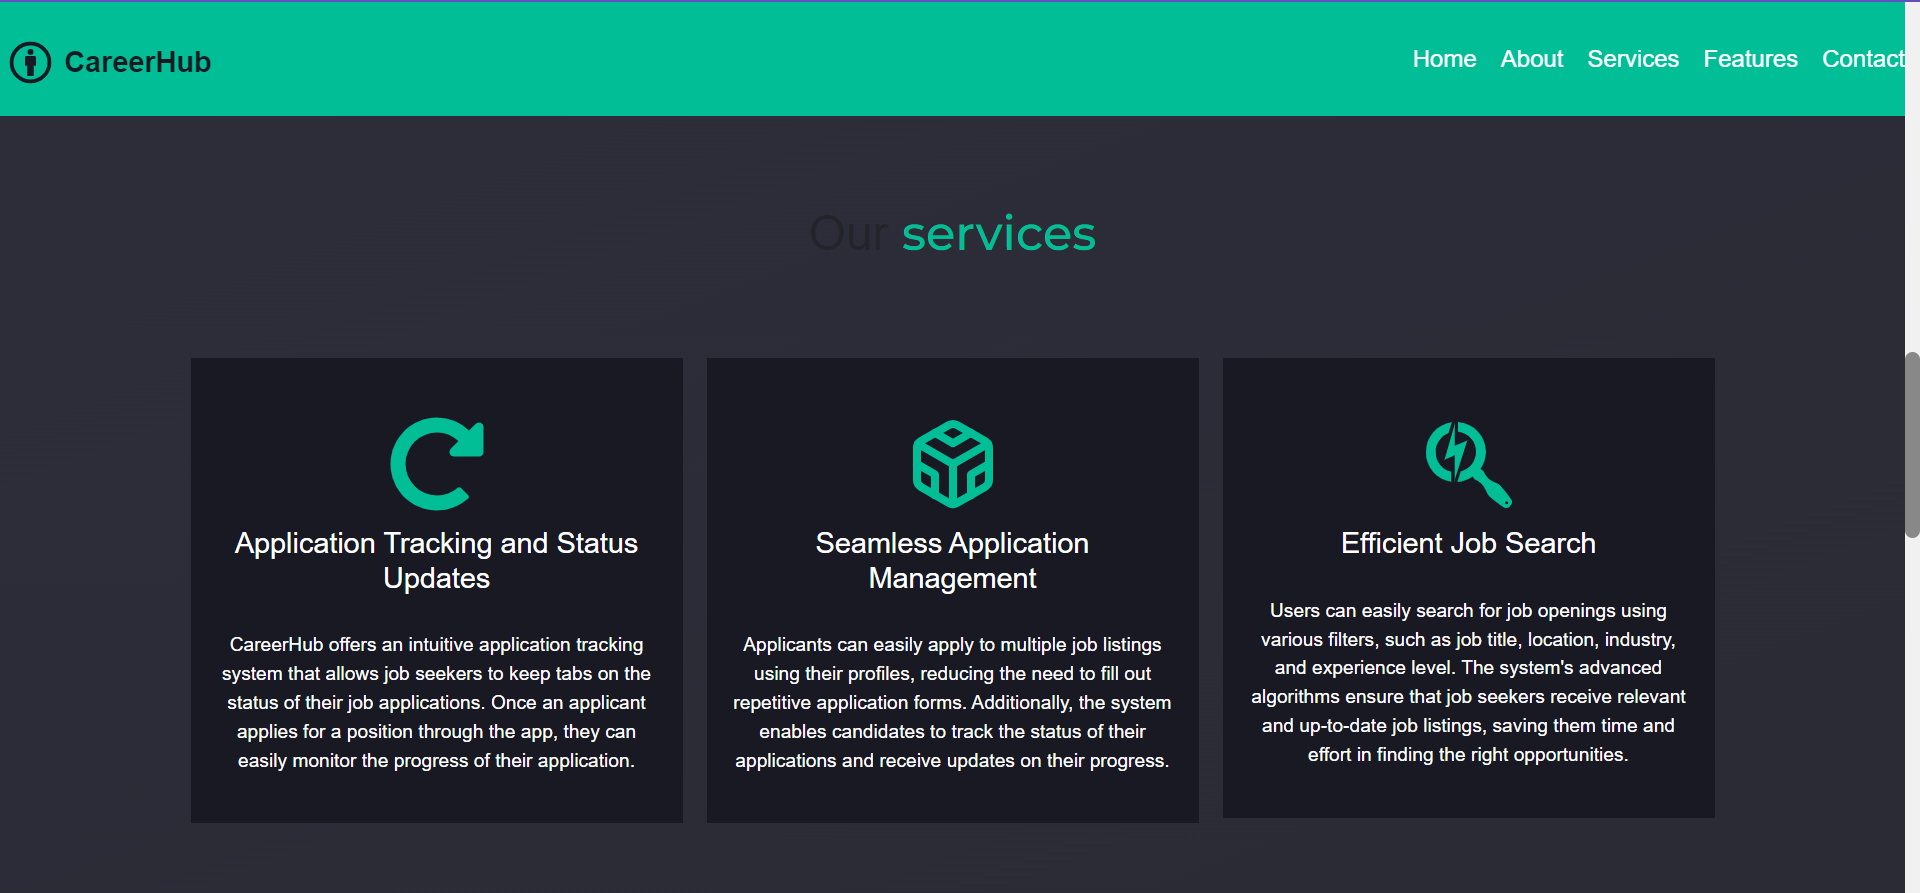 CareerHub
Home About Services Features Contact
Our services
Application Tracking and Status
Updates
CareerHub offers an intuitive application tracking
system that allows job seekers to keep tabs on the
status of their job applications. Once an applicant
applies for a position through the app, they can
easily monitor the progress of their application.
Seamless Application
Management
Applicants can easily apply to multiple job listings
using their profiles, reducing the need to fill out
repetitive application forms. Additionally, the system
enables candidates to track the status of their
applications and receive updates on their progress.
Efficient Job Search
Users can easily search for job openings using
various filters, such as job title, location, industry,
and experience level. The system's advanced
algorithms ensure that job seekers receive relevant
and up-to-date job listings, saving them time and
effort in finding the right opportunities.